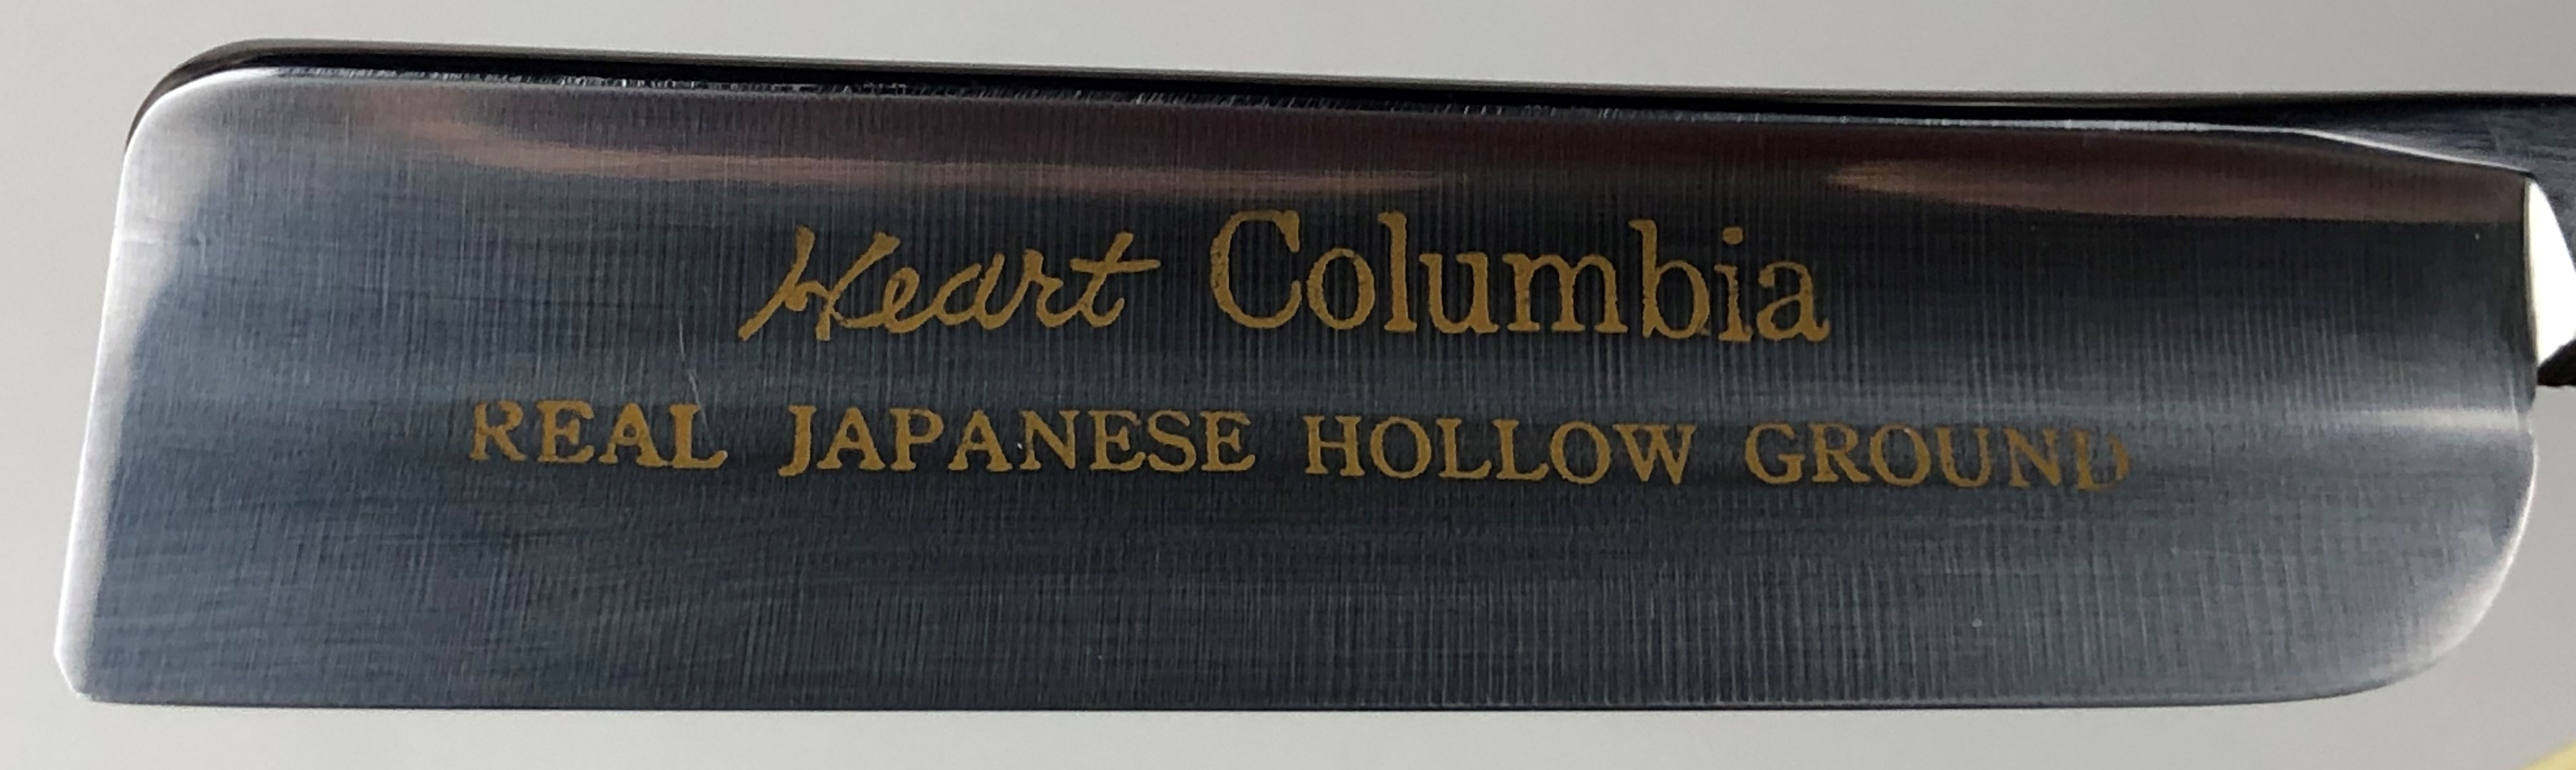 Heart Columbia
REAL JAPANESE HOLLOW GROUND